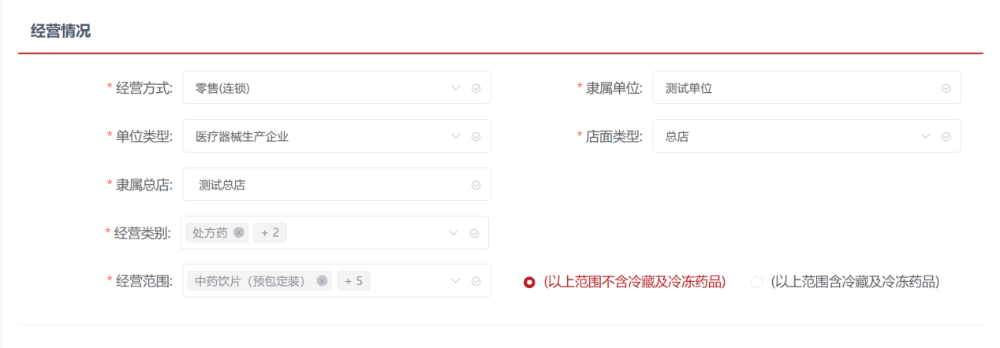 经营情况
* 经营方式: 零售(连锁) * 隶属单位: 测试单位
* 单位类型: 医疗器械生产企业 * 店面类型: 总店
* 隶属总店: 测试总店
* 经营类别: 处方药 + 2
* 经营范围: 中药饮片（预包定装） + 5 (以上范围不含冷藏及冷冻药品) (以上范围含冷藏及冷冻药品)